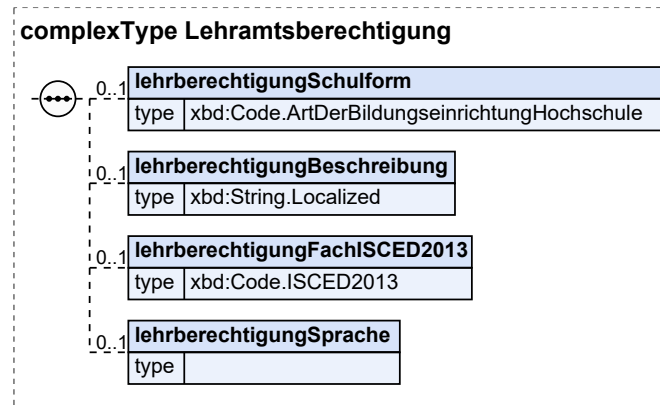 complexType Lehramtsberechtigung
0..1 lehrberechtigungSchulform
type xbd:Code.ArtDerBildungseinrichtungHochschule
0..1 lehrberechtigungBeschreibung
type xbd:String.Localized
0..1 lehrberechtigungFachISCED2013
type xbd:Code.ISCED2013
0..1 lehrberechtigungSprache
type